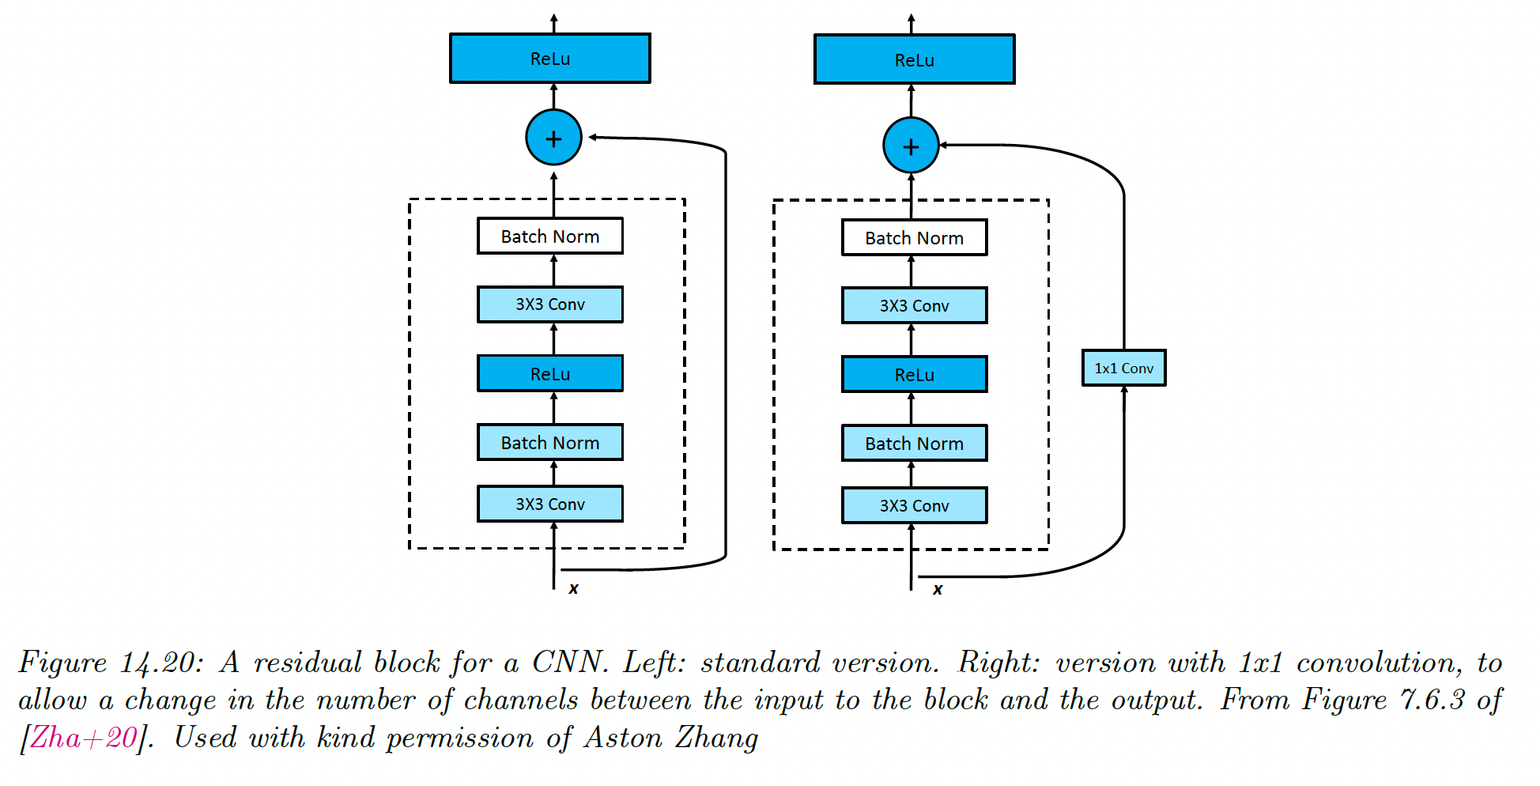 ReLu
+
Batch Norm
3X3 Conv
ReLu
Batch Norm
3X3 Conv
x
ReLu
+
Batch Norm
3X3 Conv
ReLu
Batch Norm
3X3 Conv
1x1 Conv
x
Figure 14.20: A residual block for a CNN. Left: standard version. Right: version with 1x1 convolution, to
allow a change in the number of channels between the input to the block and the output. From Figure 7.6.3 of
[Zha+20]. Used with kind permission of Aston Zhang